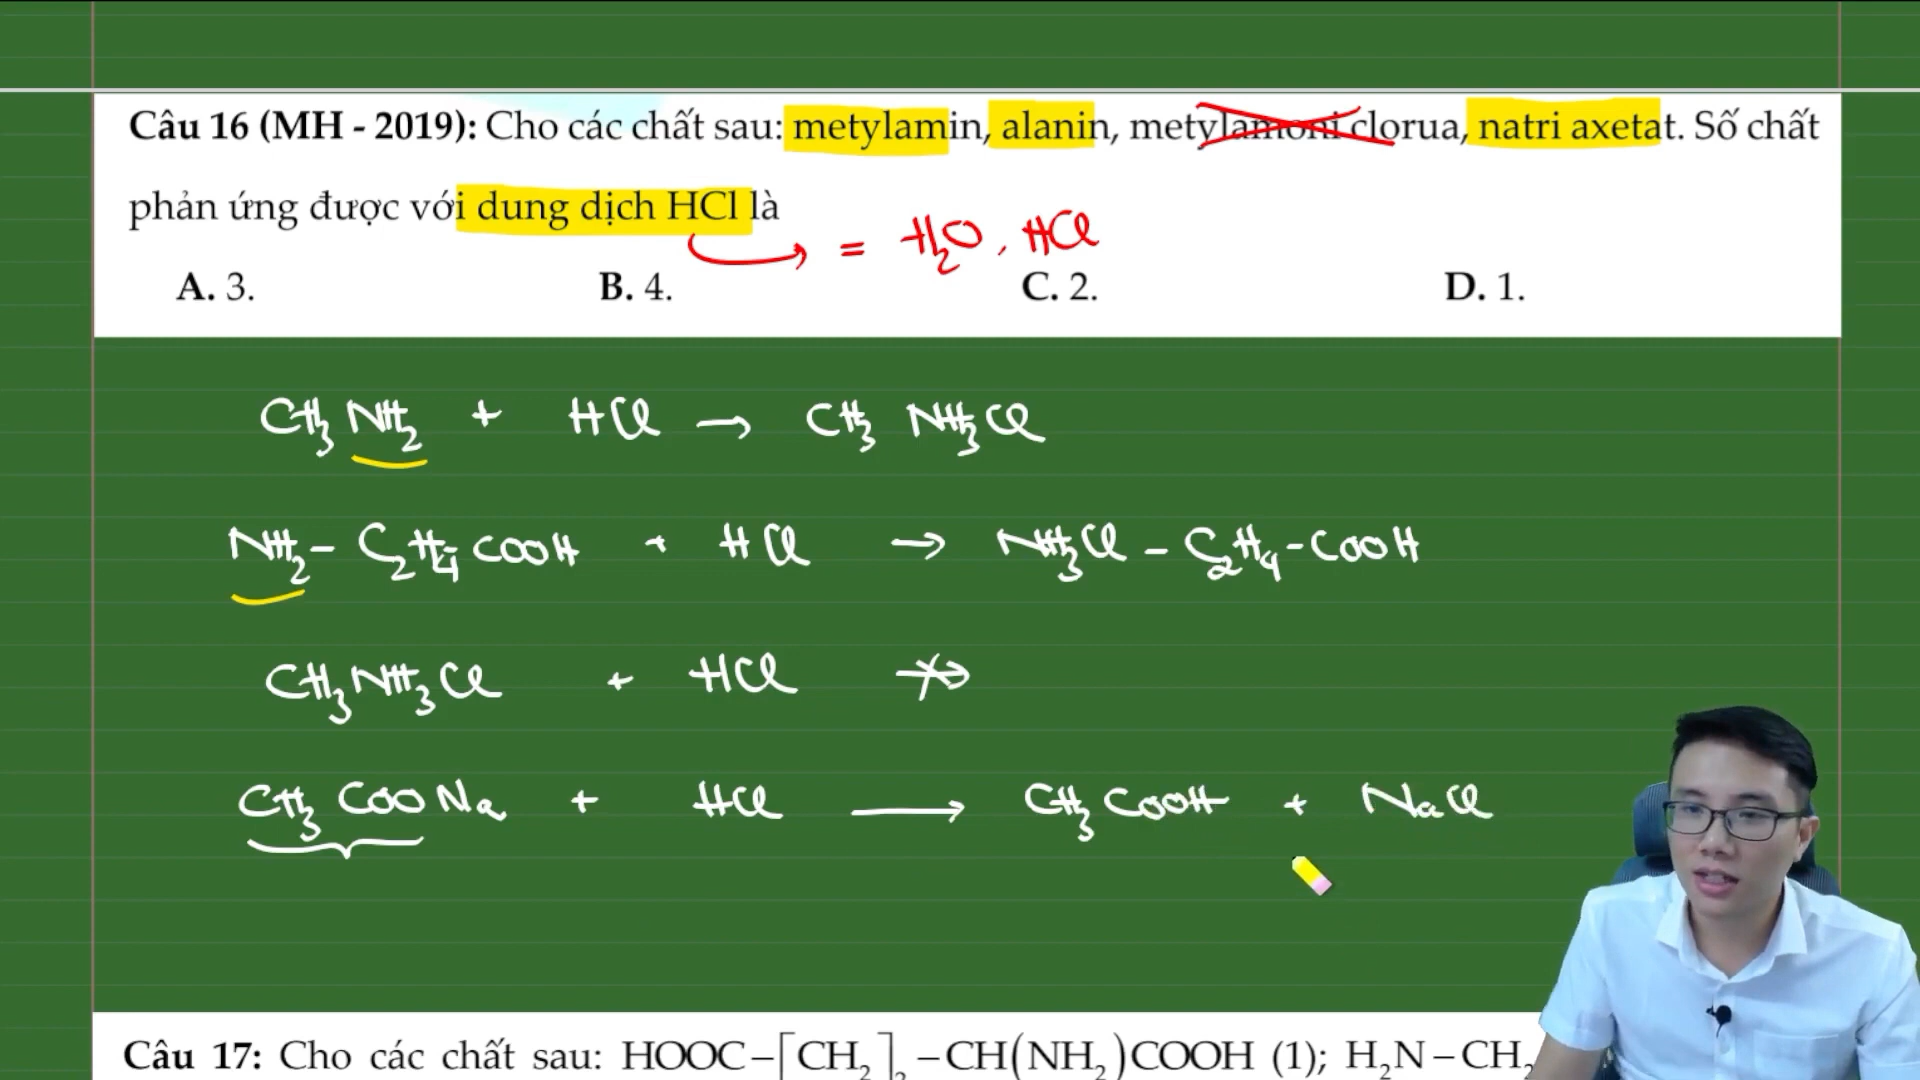 Câu 16 (MH - 2019): Cho các chất sau: metylamin, alanin, metylamoni clorua, natri axetat. Số chất
phản ứng được với dung dịch HCl là
= H₂O, HCl
A. 3. B. 4. C. 2. D. 1.
CH₃NH₂ + HCl → CH₃NH₃Cl
NH₂ – C₂H₄ – COOH + HCl → NH₃Cl – C₂H₄ – COOH
CH₃NH₃Cl + HCl ↛
CH₃COONa + HCl → CH₃COOH + NaCl
Câu 17: Cho các chất sau: HOOC–[CH₂]₂–CH(NH₂)COOH (1); H₂N–CH₂